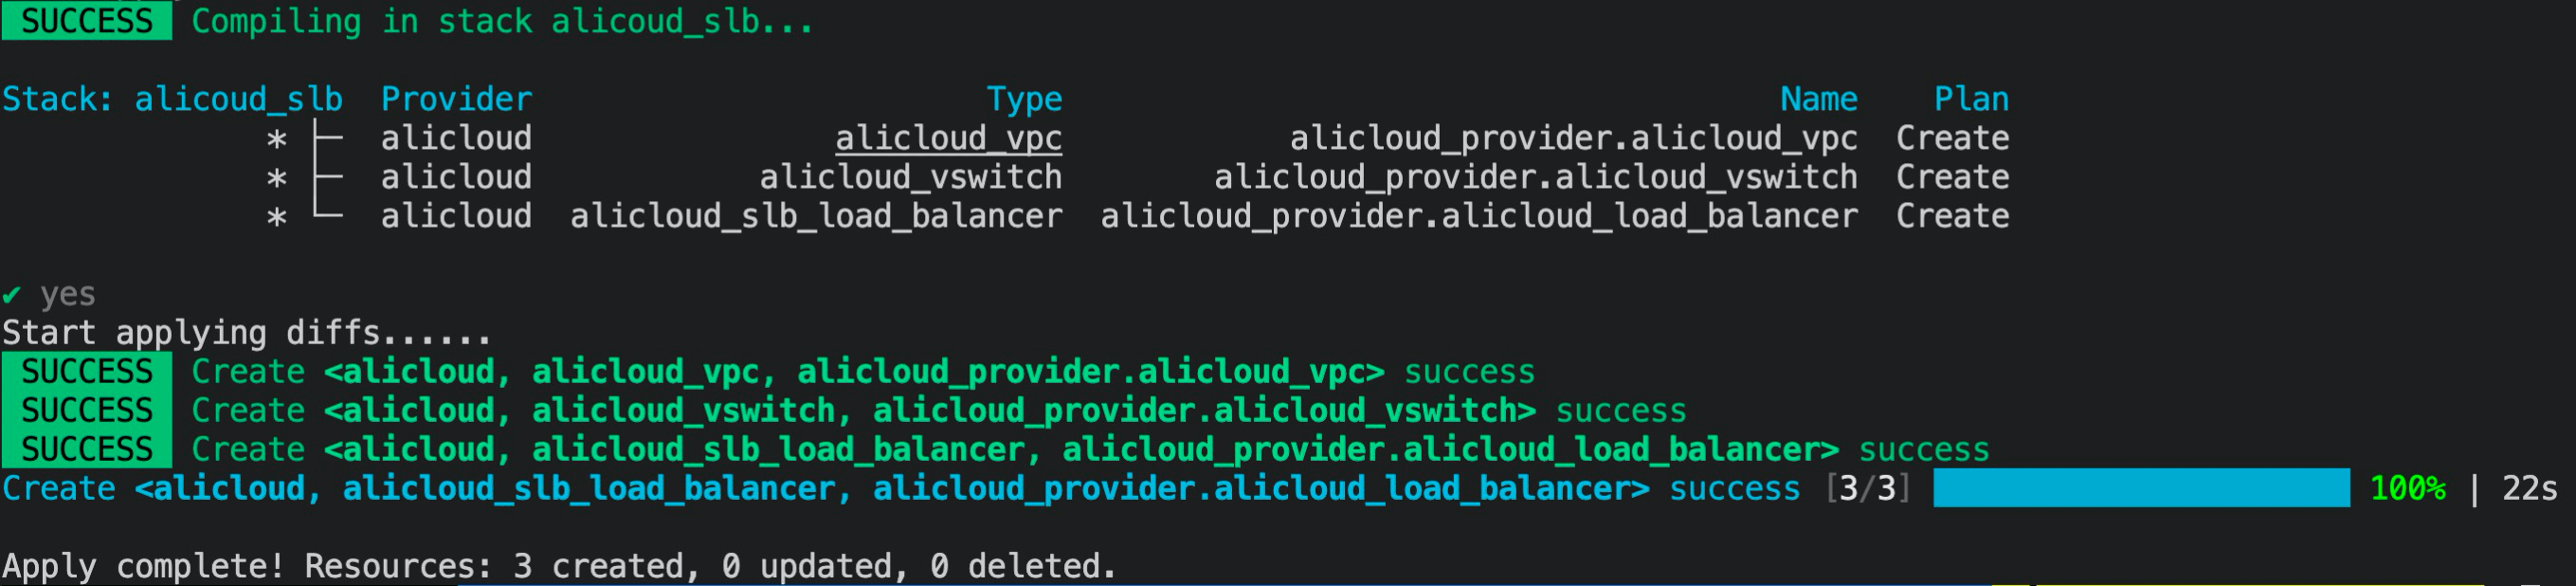 SUCCESS Compiling in stack alicoud_slb...
Stack: alicoud_slb Provider Type Name Plan
* ├─ alicloud alicloud_vpc alicloud_provider.alicloud_vpc Create
* ├─ alicloud alicloud_vswitch alicloud_provider.alicloud_vswitch Create
* └─ alicloud alicloud_slb_load_balancer alicloud_provider.alicloud_load_balancer Create
✔ yes
Start applying diffs......
SUCCESS Create <alicloud, alicloud_vpc, alicloud_provider.alicloud_vpc> success
SUCCESS Create <alicloud, alicloud_vswitch, alicloud_provider.alicloud_vswitch> success
SUCCESS Create <alicloud, alicloud_slb_load_balancer, alicloud_provider.alicloud_load_balancer> success
Create <alicloud, alicloud_slb_load_balancer, alicloud_provider.alicloud_load_balancer> success [3/3] 100% | 22s
Apply complete! Resources: 3 created, 0 updated, 0 deleted.